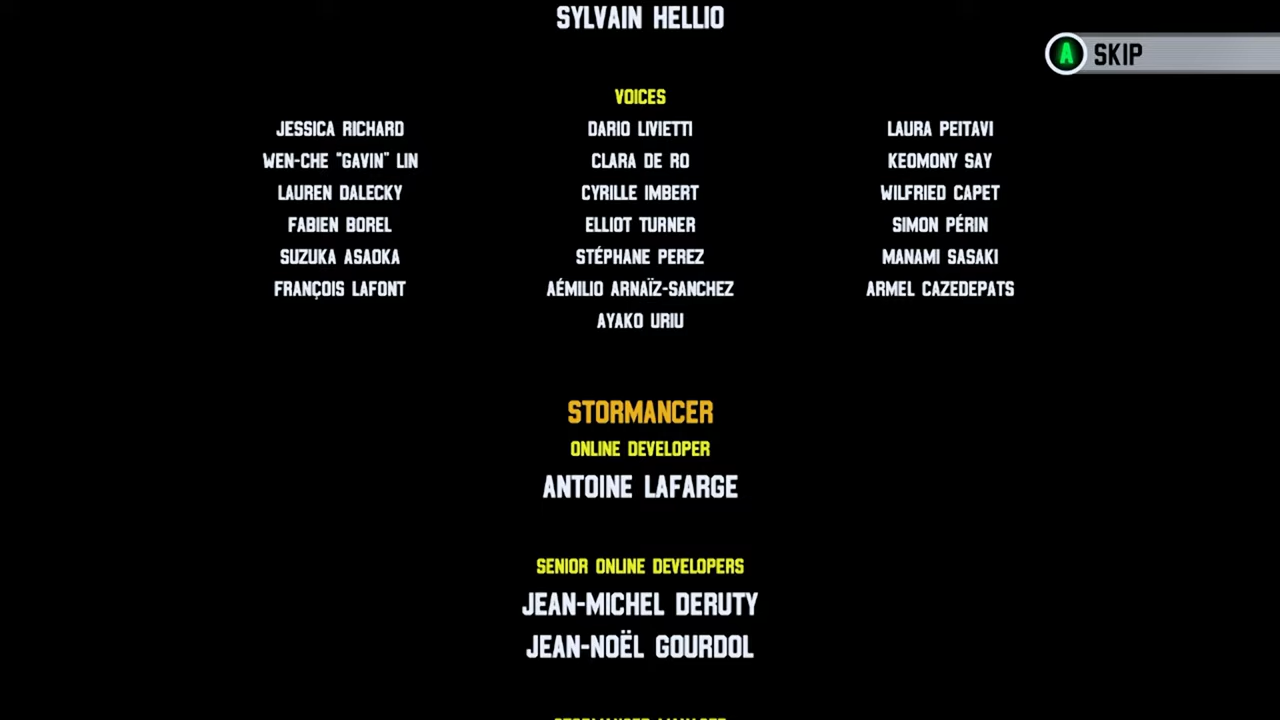 SYLVAIN HELLIO
A SKIP
VOICES
JESSICA RICHARD DARIO LIVIETTI LAURA PEITAVI
WEN-CHE "GAVIN" LIN CLARA DE RO KEOMONY SAY
LAUREN DALECKY CYRILLE IMBERT WILFRIED CAPET
FABIEN BOREL ELLIOT TURNER SIMON PÉRIN
SUZUKA ASAOKA STÉPHANE PEREZ MANAMI SASAKI
FRANÇOIS LAFONT AÉMILIO ARNAÏZ-SANCHEZ ARMEL CAZEDEPATS
AYAKO URIU
STORMANCER
ONLINE DEVELOPER
ANTOINE LAFARGE
SENIOR ONLINE DEVELOPERS
JEAN-MICHEL DERUTY
JEAN-NOËL GOURDOL